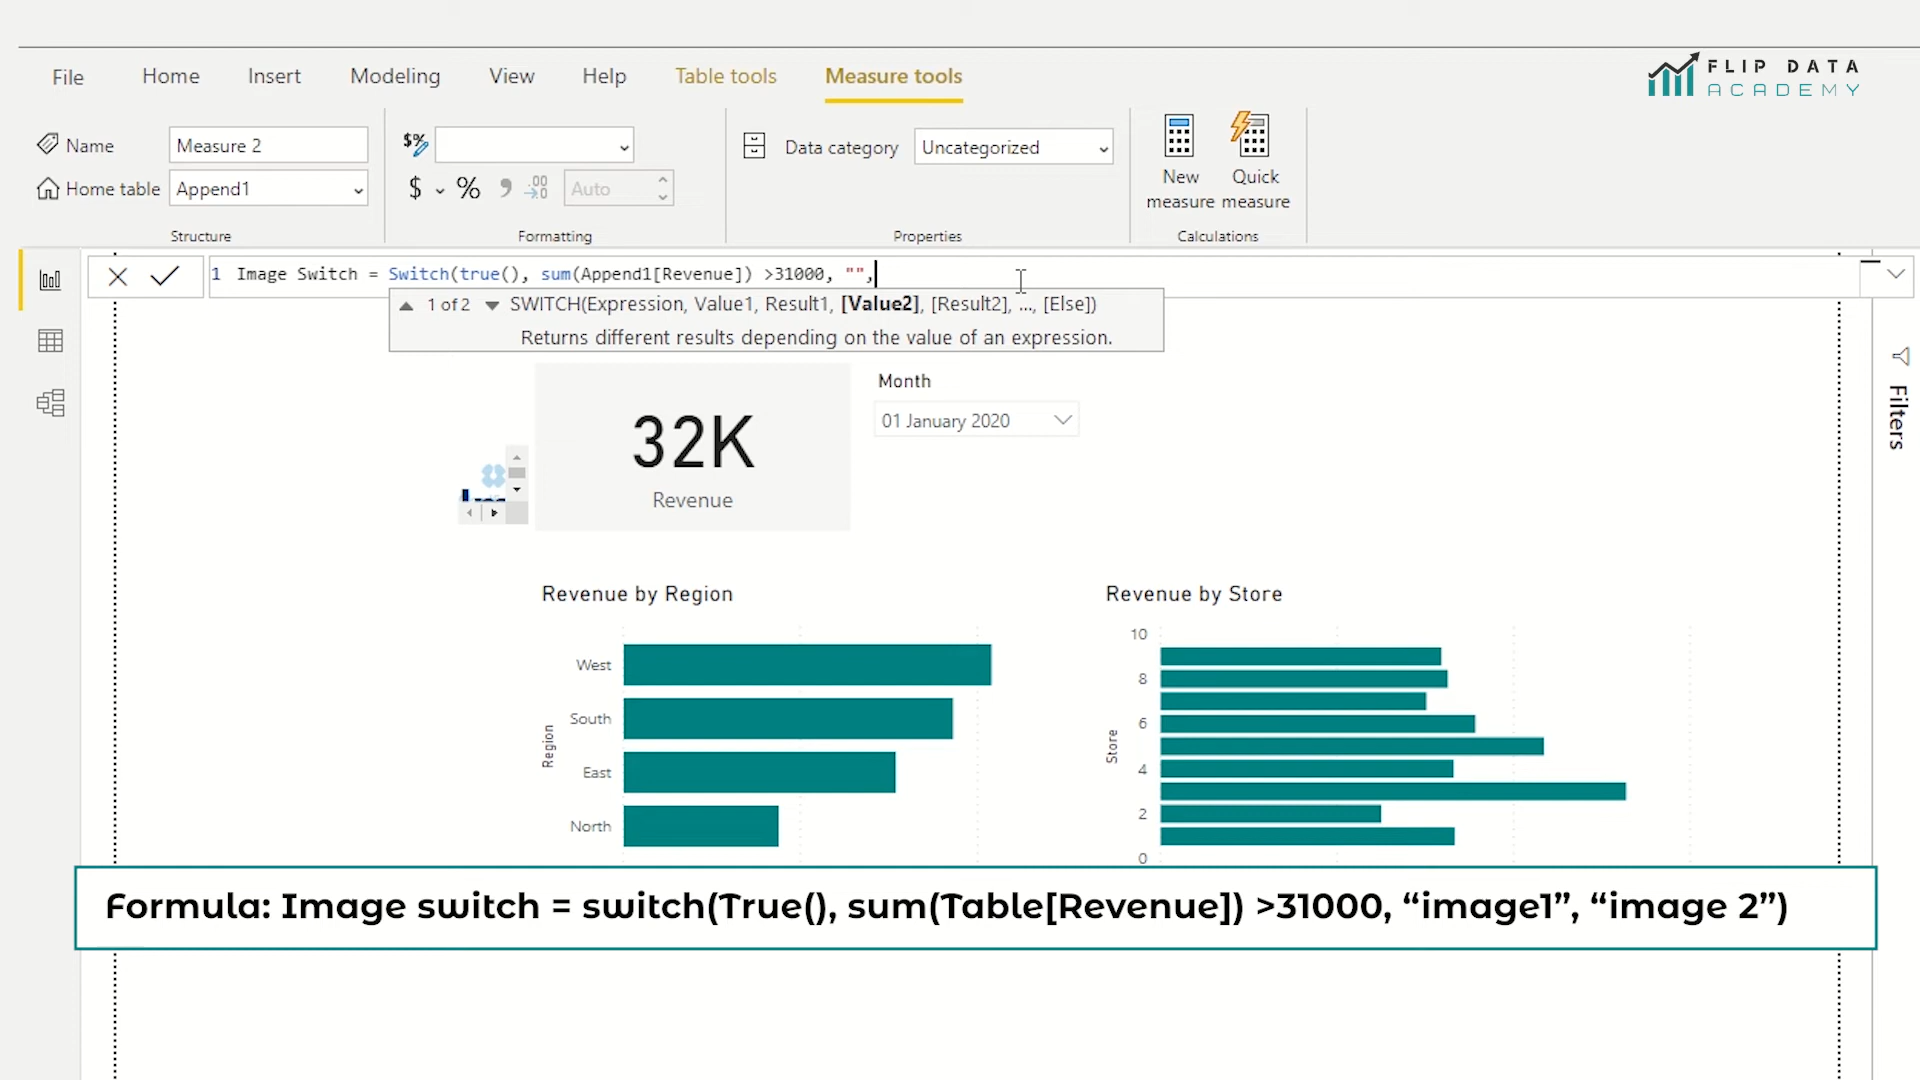 File Home Insert Modeling View Help Table tools Measure tools
FLIP DATA
ACADEMY
Name Measure 2
$%
Data category Uncategorized
New measure
Quick measure
Home table Append1
$ % , .00 →.0 Auto
Structure Formatting Properties Calculations
1 Image Switch = Switch(true(), sum(Append1[Revenue]) >31000, "",
1 of 2 SWITCH(Expression, Value1, Result1, [Value2], [Result2], ..., [Else])
Returns different results depending on the value of an expression.
Filters
Month
01 January 2020
32K
Revenue
Revenue by Region
Region
West
South
East
North
Revenue by Store
Store
10
8
6
4
2
0
Formula: Image switch = switch(True(), sum(Table[Revenue]) >31000, “image1”, “image 2”)